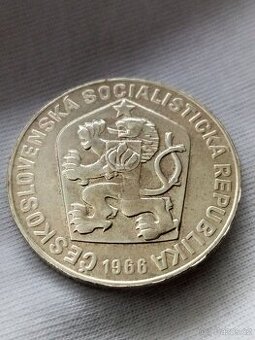 ČESKOSLOVENSKÁ SOCIALISTICKÁ REPUBLIKA
1966